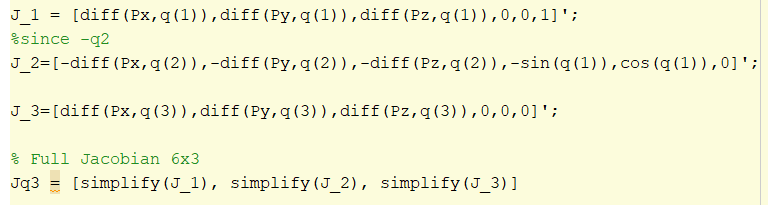 J_1 = [diff(Px,q(1)),diff(Py,q(1)),diff(Pz,q(1)),0,0,1]';
%since -q2
J_2=[-diff(Px,q(2)),-diff(Py,q(2)),-diff(Pz,q(2)),-sin(q(1)),cos(q(1)),0]';
J_3=[diff(Px,q(3)),diff(Py,q(3)),diff(Pz,q(3)),0,0,0]';
% Full Jacobian 6x3
Jq3 = [simplify(J_1), simplify(J_2), simplify(J_3)]